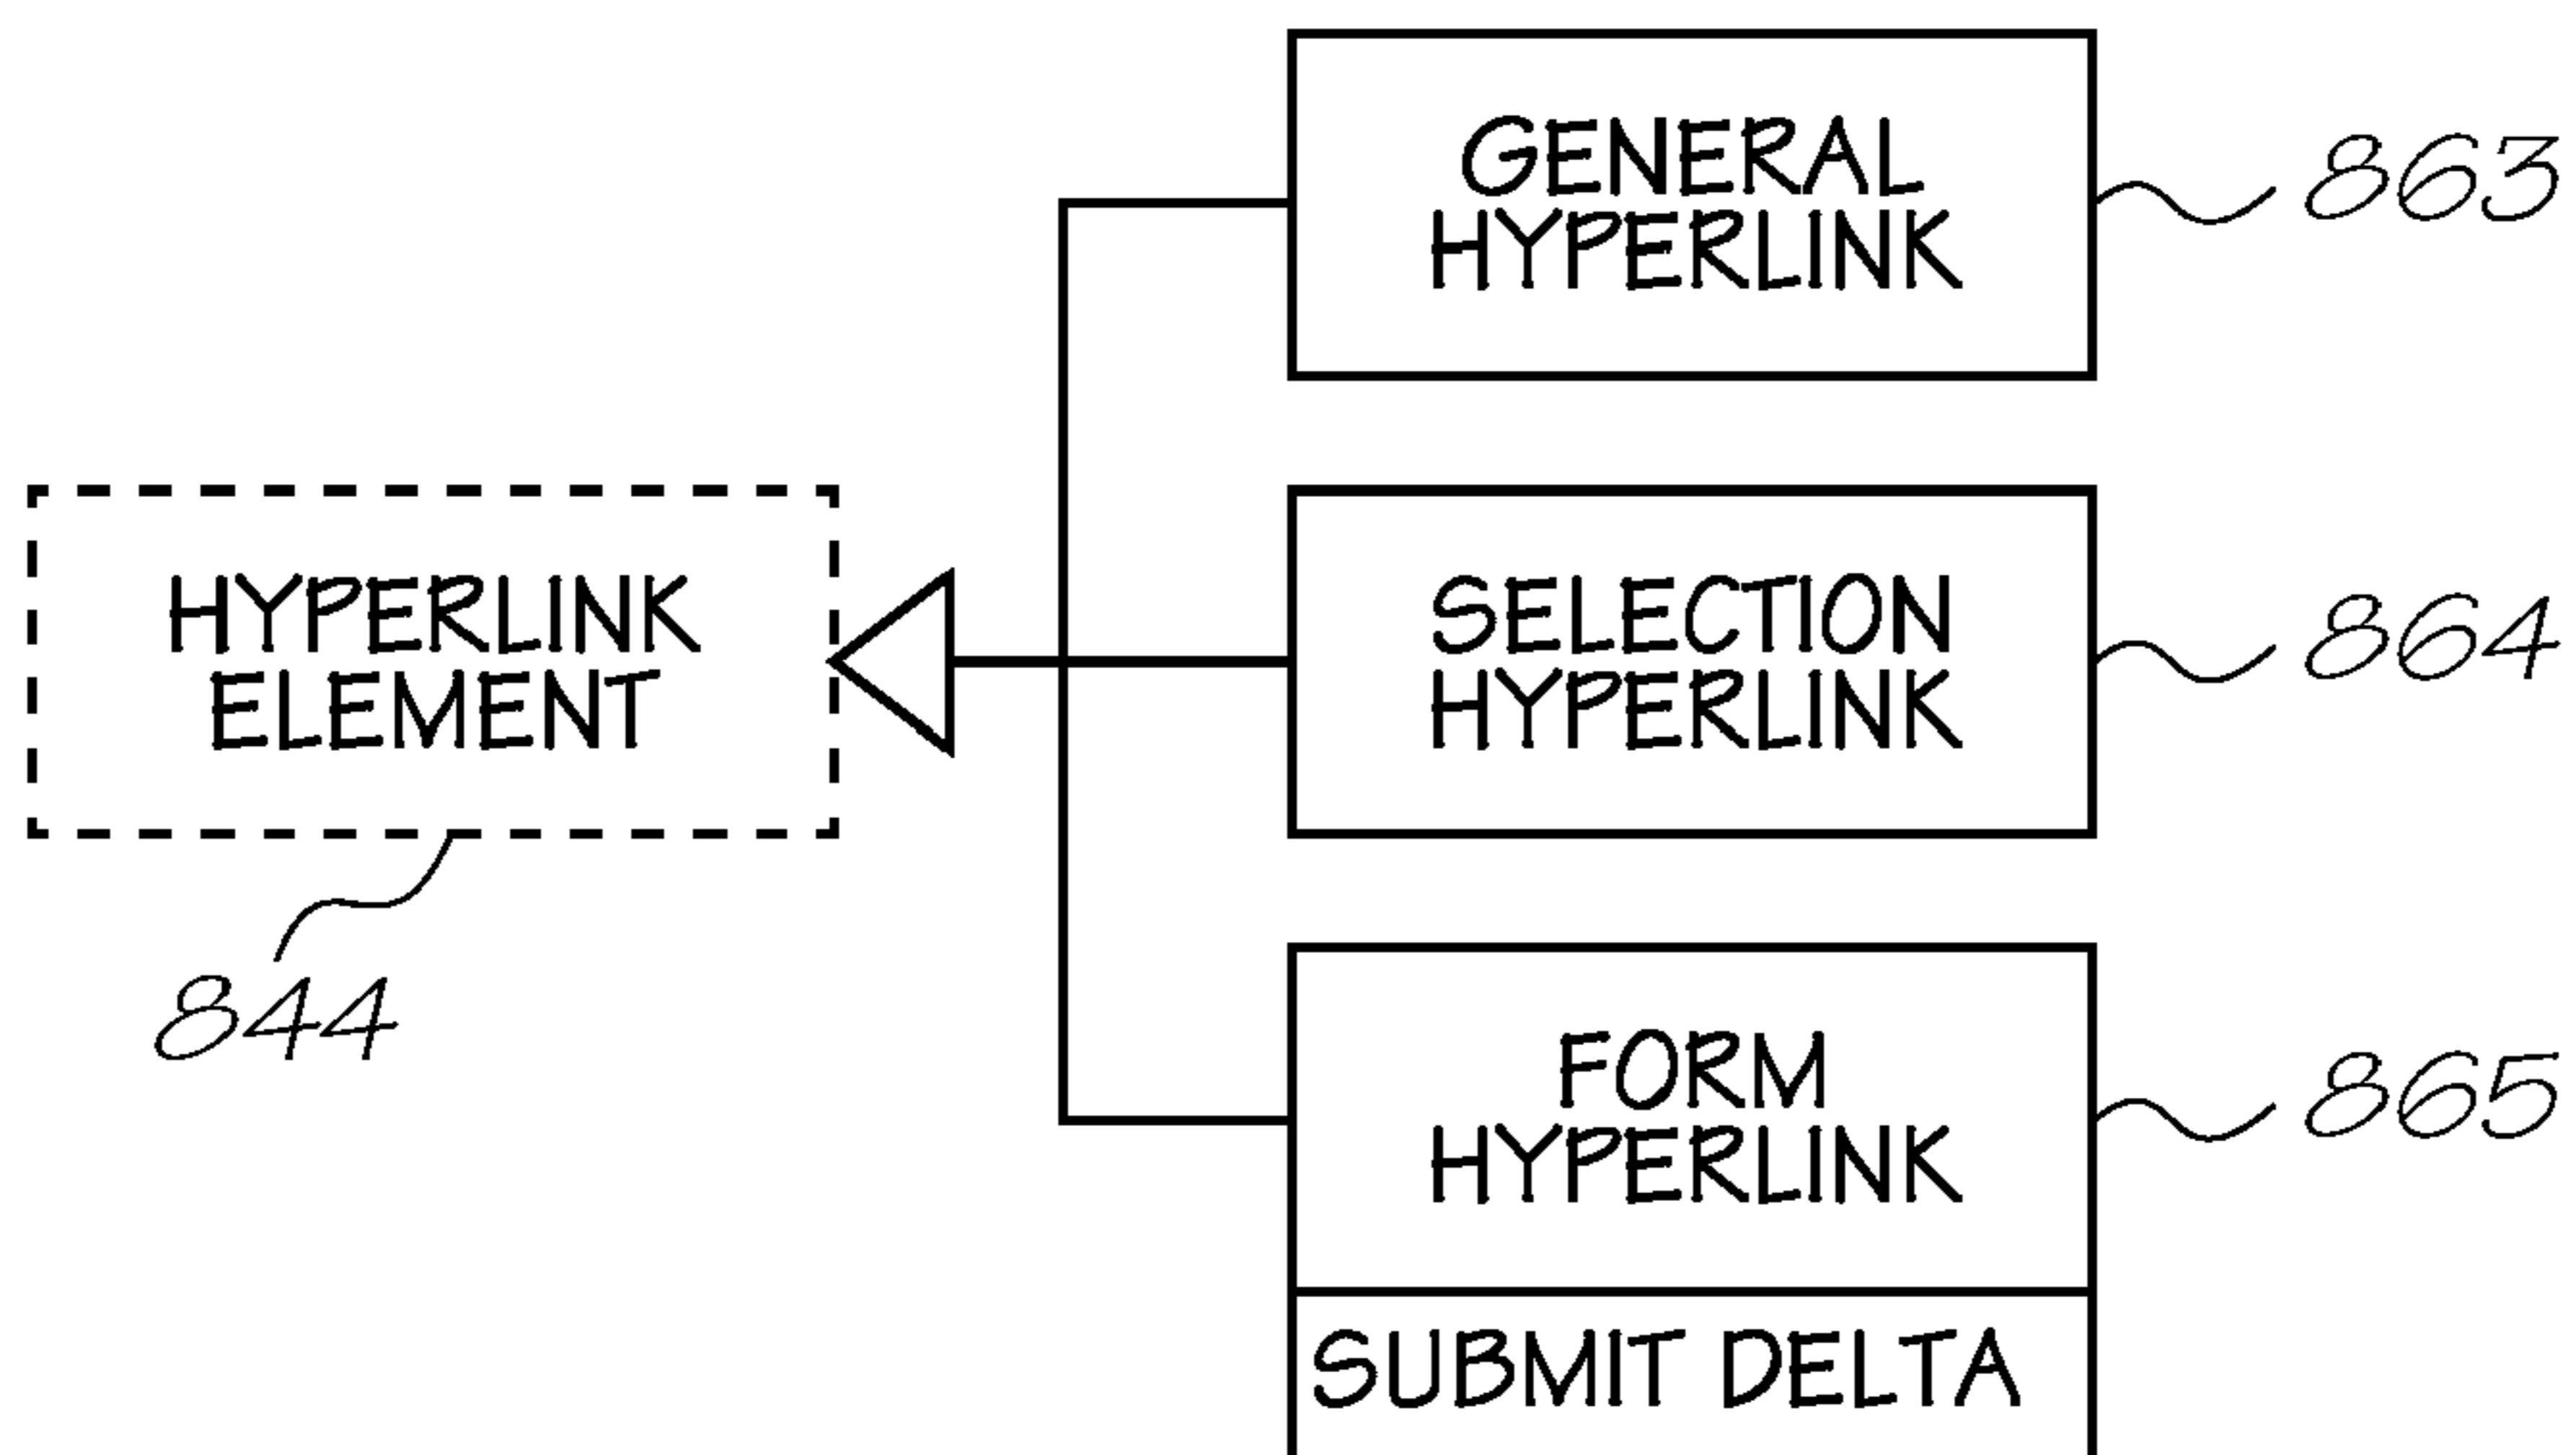 GENERAL
HYPERLINK
863
HYPERLINK
ELEMENT
844
SELECTION
HYPERLINK
864
FORM
HYPERLINK
865
SUBMIT DELTA